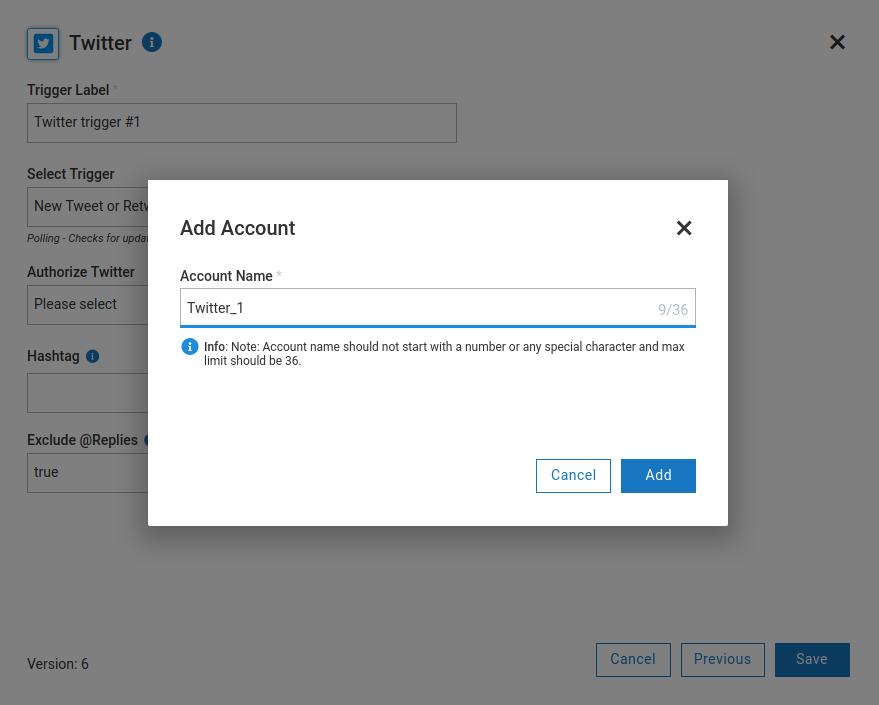 Twitter
Trigger Label *
Twitter trigger #1
Select Trigger
New Tweet or Retw
Polling - Checks for updat
Authorize Twitter
Please select
Hashtag
Exclude @Replies
true
Add Account
Account Name *
Twitter_1 9/36
Info: Note: Account name should not start with a number or any special character and max
limit should be 36.
Cancel Add
Version: 6
Cancel Previous Save